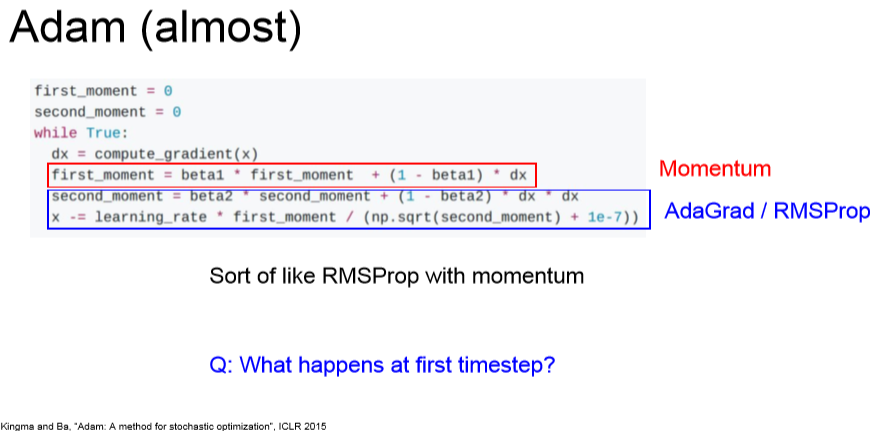 Adam (almost)
first_moment = 0
second_moment = 0
while True:
dx = compute_gradient(x)
first_moment = beta1 * first_moment + (1 - beta1) * dx
Momentum
second_moment = beta2 * second_moment + (1 - beta2) * dx * dx
x -= learning_rate * first_moment / (np.sqrt(second_moment) + 1e-7))
AdaGrad / RMSProp
Sort of like RMSProp with momentum
Q: What happens at first timestep?
Kingma and Ba, "Adam: A method for stochastic optimization", ICLR 2015